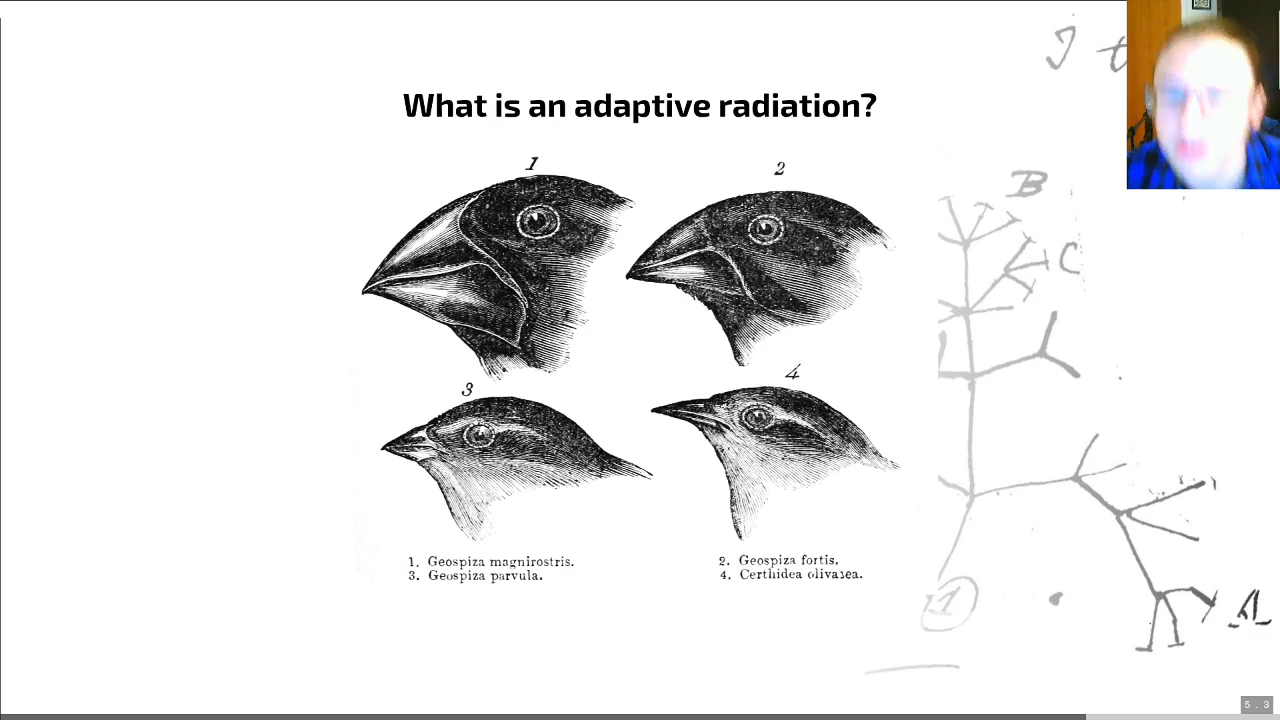 What is an adaptive radiation?
I t
1
2
B
C
3
4
1. Geospiza magnirostris.
2. Geospiza fortis.
3. Geospiza parvula.
4. Certhidea olivasea.
1
A
5 . 3